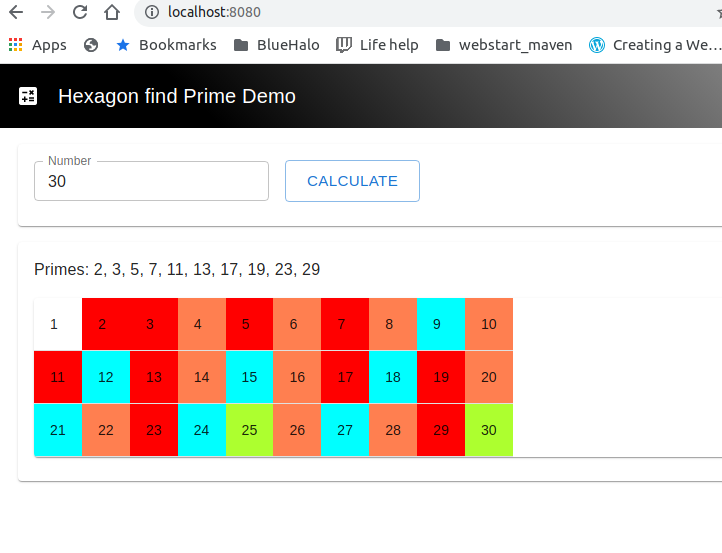 localhost:8080
Apps Bookmarks BlueHalo Life help webstart_maven Creating a We...
Hexagon find Prime Demo
Number
30 CALCULATE
Primes: 2, 3, 5, 7, 11, 13, 17, 19, 23, 29
1 2 3 4 5 6 7 8 9 10
11 12 13 14 15 16 17 18 19 20
21 22 23 24 25 26 27 28 29 30